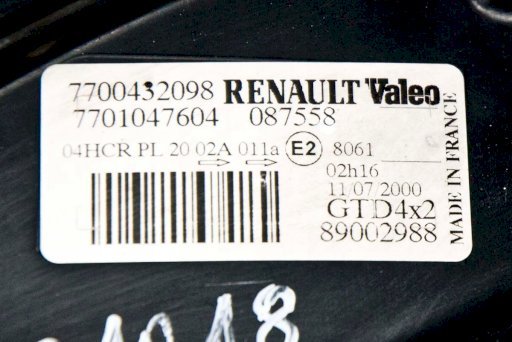 7700432098 RENAULT Valeo
7701047604 087558
04HCR PL 20 02A 011a E2 8061
02h16
11/07/2000
GTD4x2
89002988
MADE IN FRANCE
1918